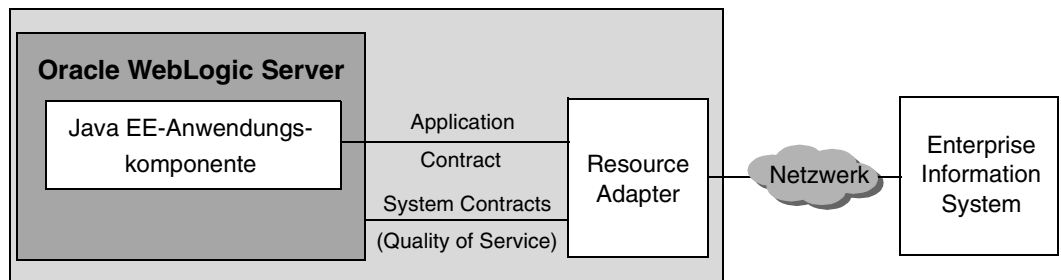 Oracle WebLogic Server
Java EE-Anwendungs-
komponente
Application
Contract
System Contracts
(Quality of Service)
Resource
Adapter
Netzwerk
Enterprise
Information
System